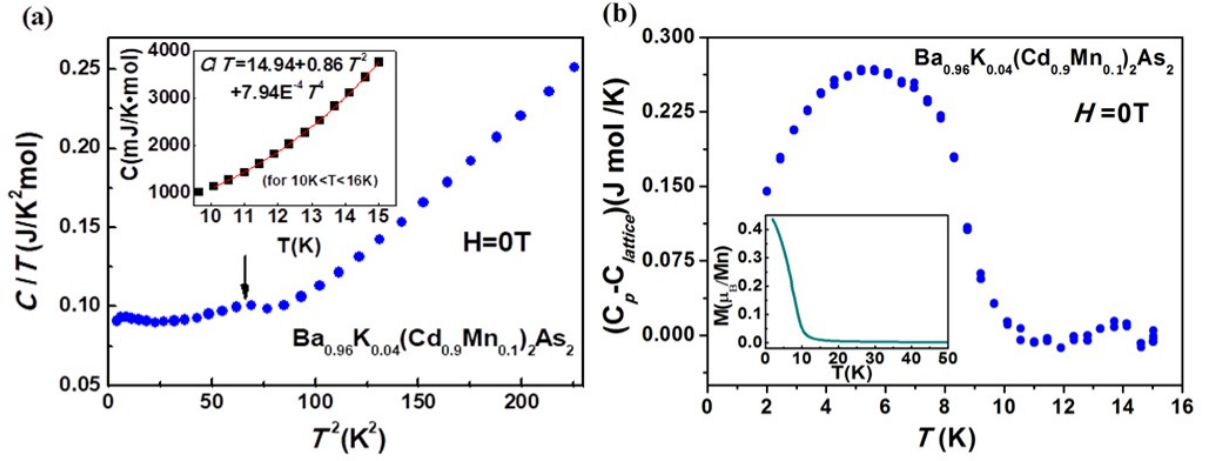 (a)
0.25
0.20
0.15
0.10
0.05
C/T(J/K²mol)
0 50 100 150 200
T²(K²)
4000
3000
2000
1000
C(mJ/K•mol)
C/T=14.94+0.86 T²
+7.94E⁻⁴ T⁴
(for 10K<T<16K)
10 11 12 13 14 15
T(K)
H=0T
Ba₀.₉₆K₀.₀₄(Cd₀.₉Mn₀.₁)₂As₂
(b)
0.300
0.225
0.150
0.075
0.000
(Cₚ-C_lattice)(J mol /K)
Ba₀.₉₆K₀.₀₄(Cd₀.₉Mn₀.₁)₂As₂
H=0T
0.4
0.3
0.2
0.1
0.0
M(μ_B/Mn)
0 10 20 30 40 50
T(K)
0 2 4 6 8 10 12 14 16
T(K)